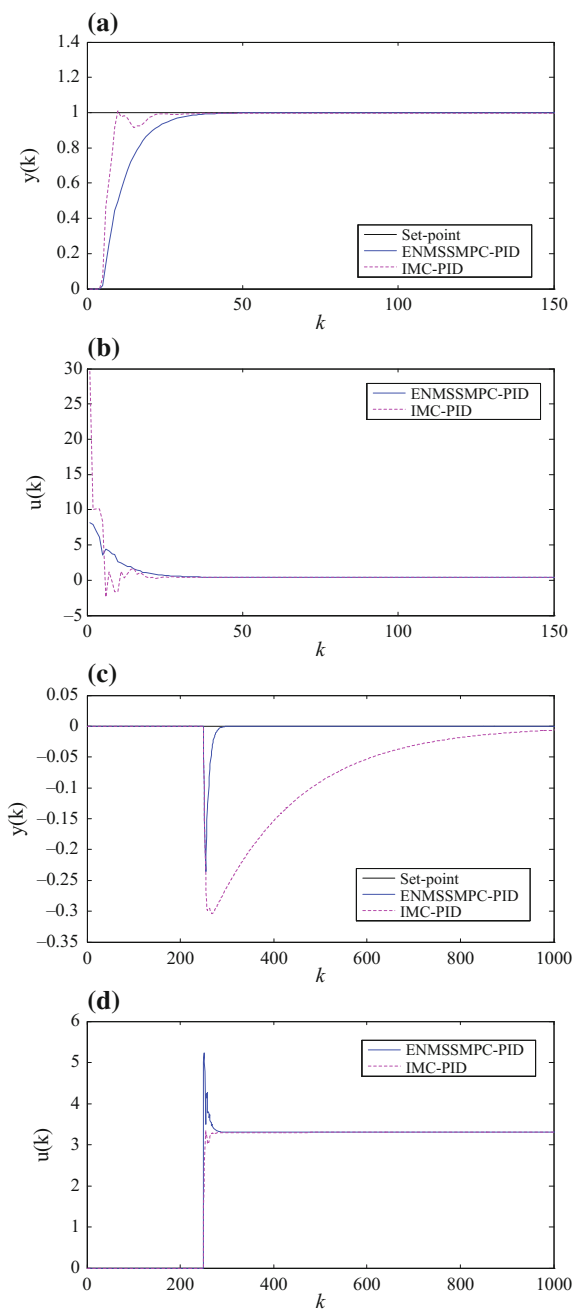 (a)
1.4
1.2
1
0.8
0.6
0.4
0.2
0
y(k)
Set-point
ENMSSMPC-PID
IMC-PID
0 50 100 150
k
(b)
30
25
20
15
10
5
0
−5
u(k)
ENMSSMPC-PID
IMC-PID
0 50 100 150
k
(c)
0.05
0
−0.05
−0.1
−0.15
−0.2
−0.25
−0.3
−0.35
y(k)
Set-point
ENMSSMPC-PID
IMC-PID
0 200 400 600 800 1000
k
(d)
6
5
4
3
2
1
0
u(k)
ENMSSMPC-PID
IMC-PID
0 200 400 600 800 1000
k